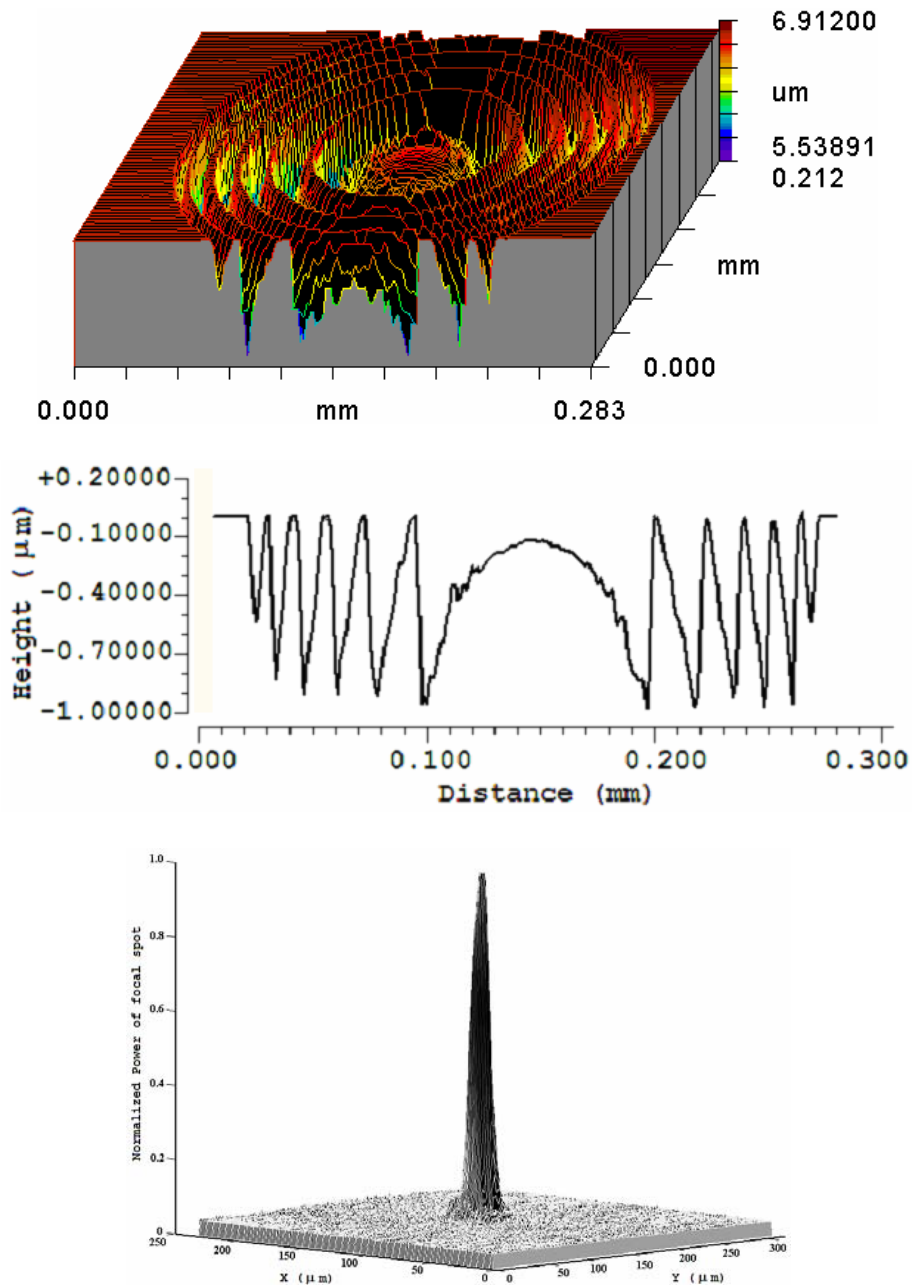 6.91200
um
5.53891
0.212
mm
0.000
0.000 mm 0.283
+0.20000
-0.10000
-0.40000
-0.70000
-1.00000
Height ( μm)
0.000 0.100 0.200 0.300
Distance (mm)
1.0
0.8
0.6
0.4
0.2
0
Normalized Power of focal spot
250 200 150 100 50 0
X (μm)
0 50 100 150 200 250 300
Y (μm)